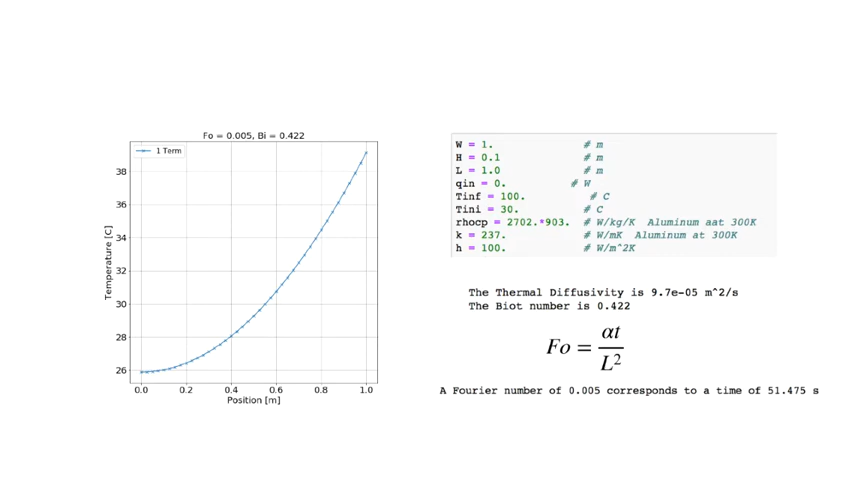 Fo = 0.005, Bi = 0.422
1 Term
38
36
34
32
30
28
26
Temperature [C]
0.0 0.2 0.4 0.6 0.8 1.0
Position [m]
W = 1. # m
H = 0.1 # m
L = 1.0 # m
qin = 0. # W
Tinf = 100. # C
Tini = 30. # C
rhocp = 2702.*903. # W/kg/K Aluminum aat 300K
k = 237. # W/mK Aluminum at 300K
h = 100. # W/m^2K
The Thermal Diffusivity is 9.7e-05 m^2/s
The Biot number is 0.422
Fo = αt / L²
A Fourier number of 0.005 corresponds to a time of 51.475 s